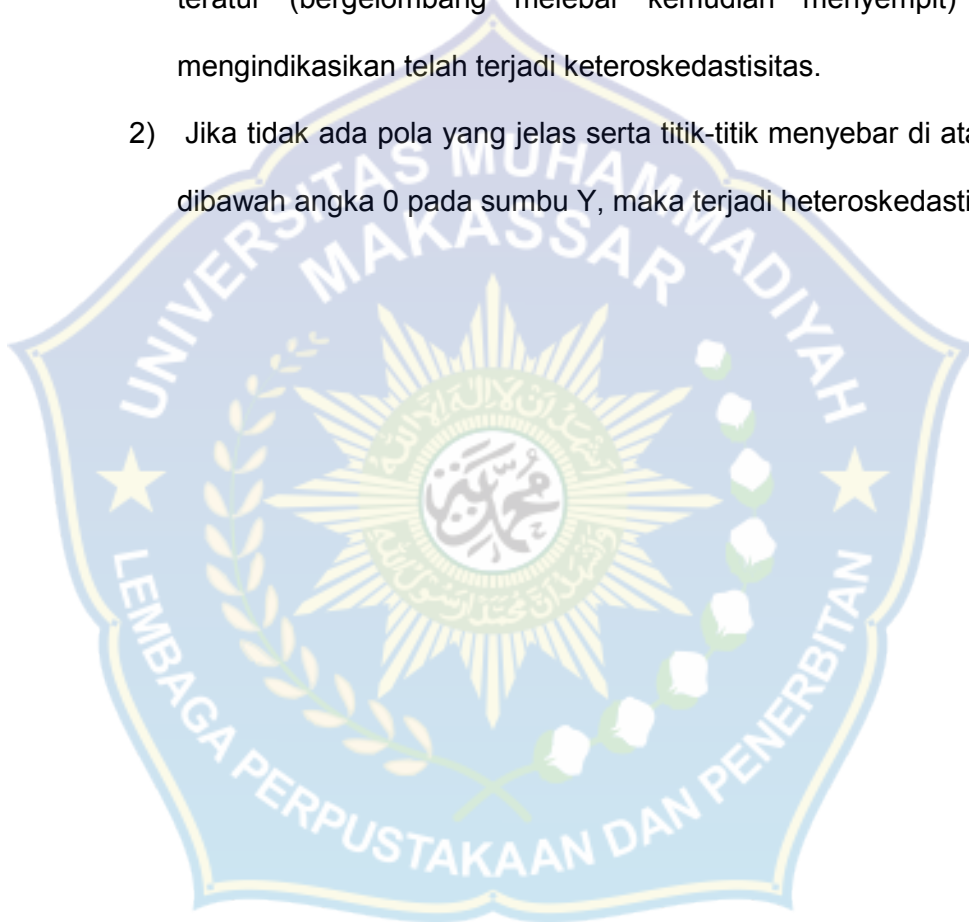 teratur (bergelombang melebar kemudian menyempit)
mengindikasikan telah terjadi keteroskedastisitas.
2) Jika tidak ada pola yang jelas serta titik-titik menyebar di ata
dibawah angka 0 pada sumbu Y, maka terjadi heteroskedasti
UNIVERSITAS MUHAMMADIYAH
MAKASSAR
LEMBAGA PERPUSTAKAAN DAN PENERBITAN